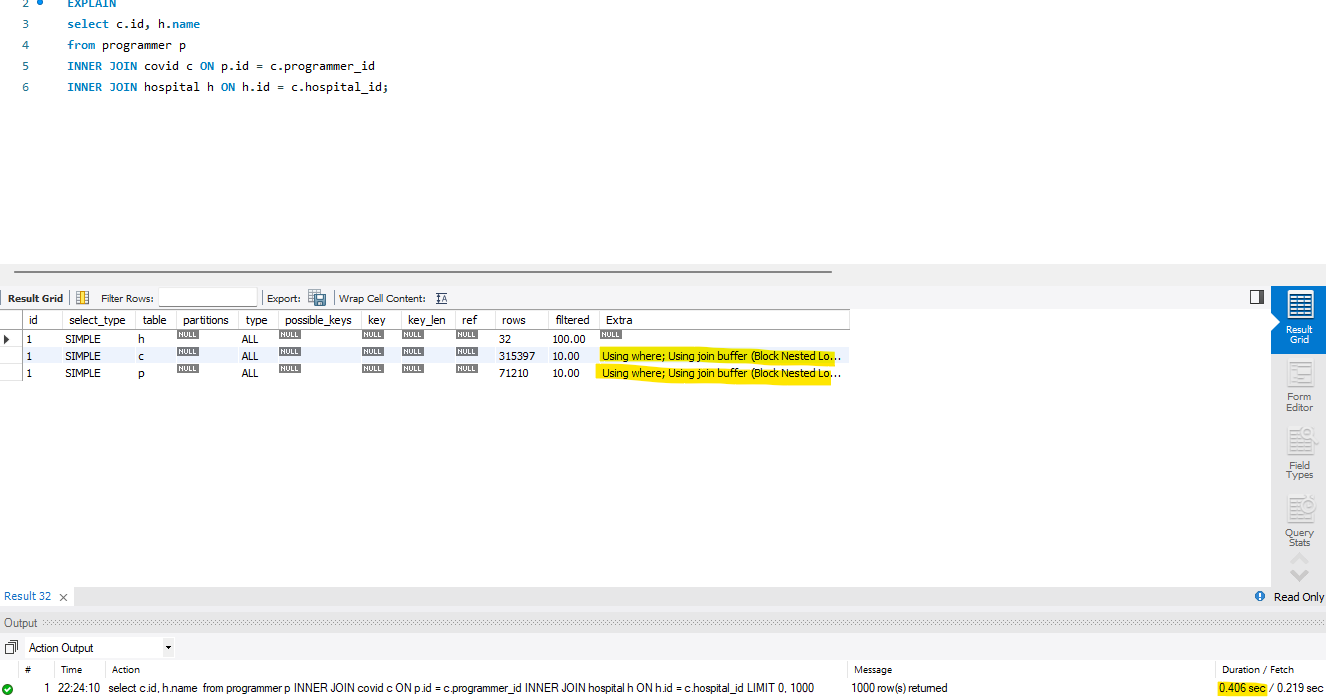 2 EXPLAIN
3 select c.id, h.name
4 from programmer p
5 INNER JOIN covid c ON p.id = c.programmer_id
6 INNER JOIN hospital h ON h.id = c.hospital_id;
Result Grid Filter Rows: Export: Wrap Cell Content: IA
id select_type table partitions type possible_keys key key_len ref rows filtered Extra
1 SIMPLE h NULL ALL NULL NULL NULL NULL 32 100.00 NULL
1 SIMPLE c NULL ALL NULL NULL NULL NULL 315397 10.00 Using where; Using join buffer (Block Nested Lo...
1 SIMPLE p NULL ALL NULL NULL NULL NULL 71210 10.00 Using where; Using join buffer (Block Nested Lo...
Result
Grid
Form
Editor
Field
Types
Query
Stats
Result 32
Read Only
Output
Action Output
# Time Action Message Duration / Fetch
1 22:24:10 select c.id, h.name from programmer p INNER JOIN covid c ON p.id = c.programmer_id INNER JOIN hospital h ON h.id = c.hospital_id LIMIT 0, 1000 1000 row(s) returned 0.406 sec / 0.219 sec